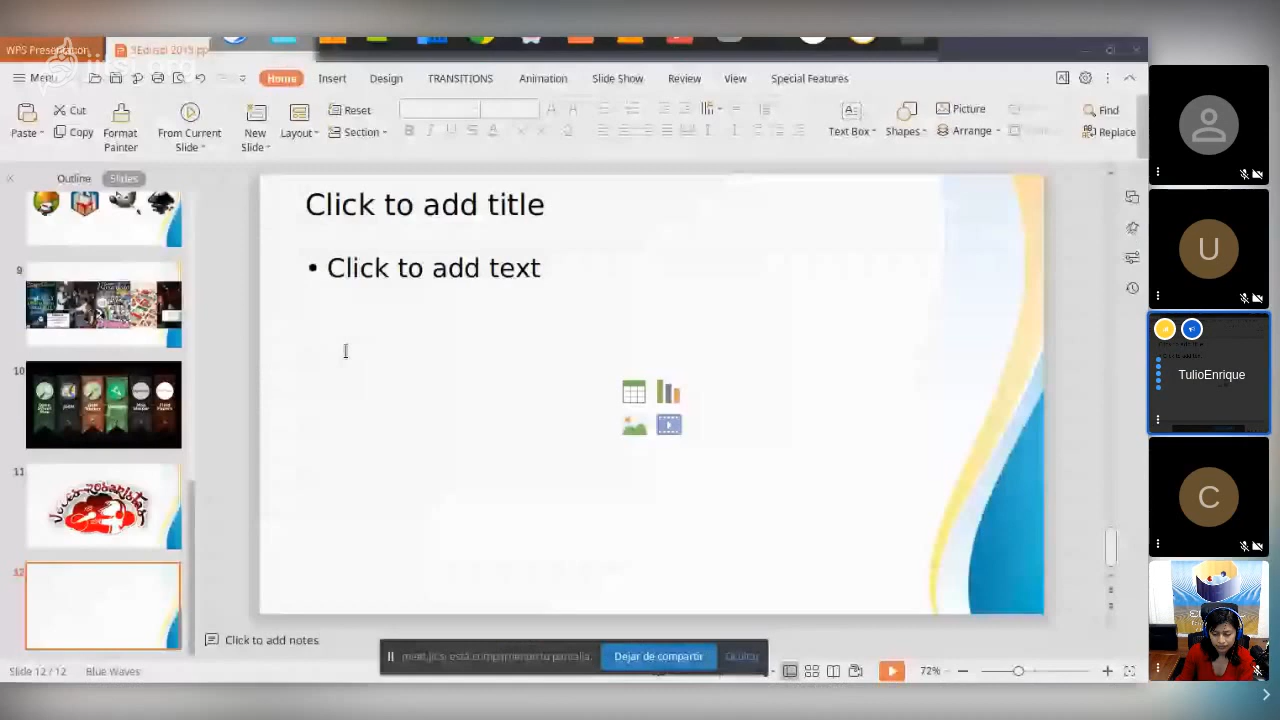 WPS Presentation
jitsi.org
Menu
Home Insert Design TRANSITIONS Animation Slide Show Review View Special Features
Paste Cut Copy Format Painter From Current Slide New Slide Layout Reset Section Text Box Shapes Picture Arrange Find Replace
Outline Slides
Click to add title
• Click to add text
9
10
11
12
Click to add notes
Dejar de compartir
Slide 12 / 12 Blue Waves 72%
U
TulioEnrique
C